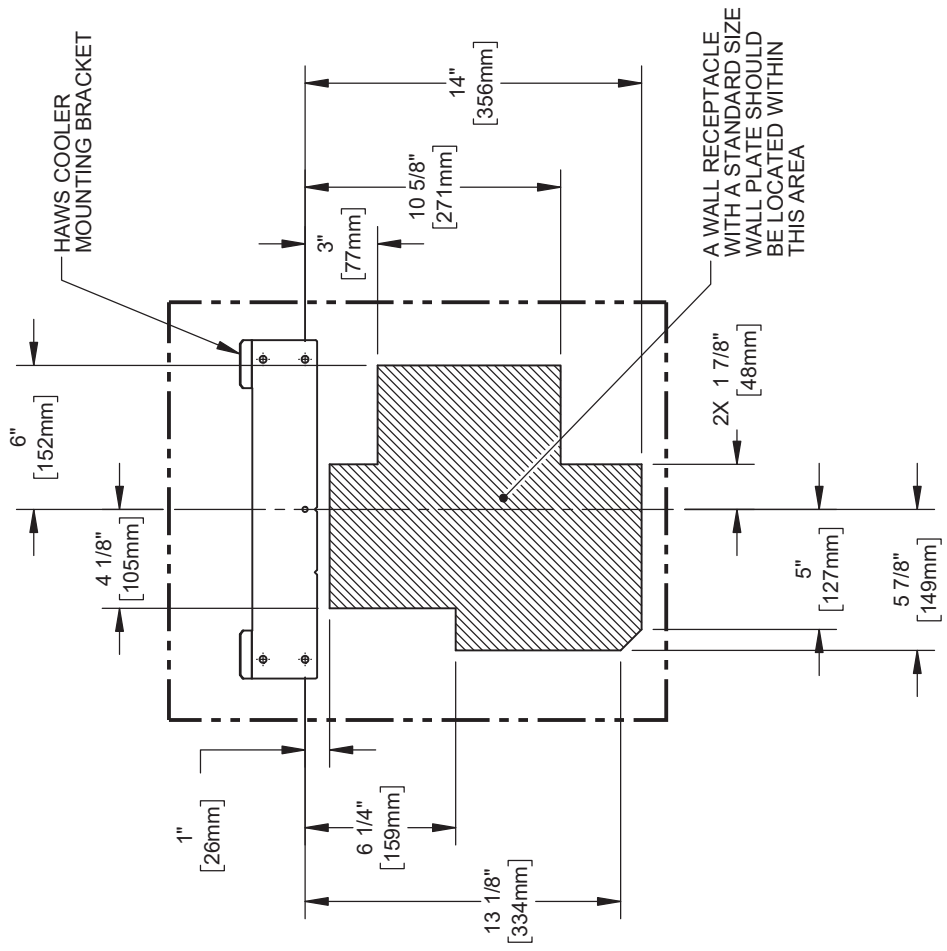 HAWS COOLER
MOUNTING BRACKET
6"
[152mm]
4 1/8"
[105mm]
14"
[356mm]
10 5/8"
[271mm]
3"
[77mm]
A WALL RECEPTACLE
WITH A STANDARD SIZE
WALL PLATE SHOULD
BE LOCATED WITHIN
THIS AREA
2X 1 7/8"
[48mm]
5"
[127mm]
5 7/8"
[149mm]
1"
[26mm]
6 1/4"
[159mm]
13 1/8"
[334mm]